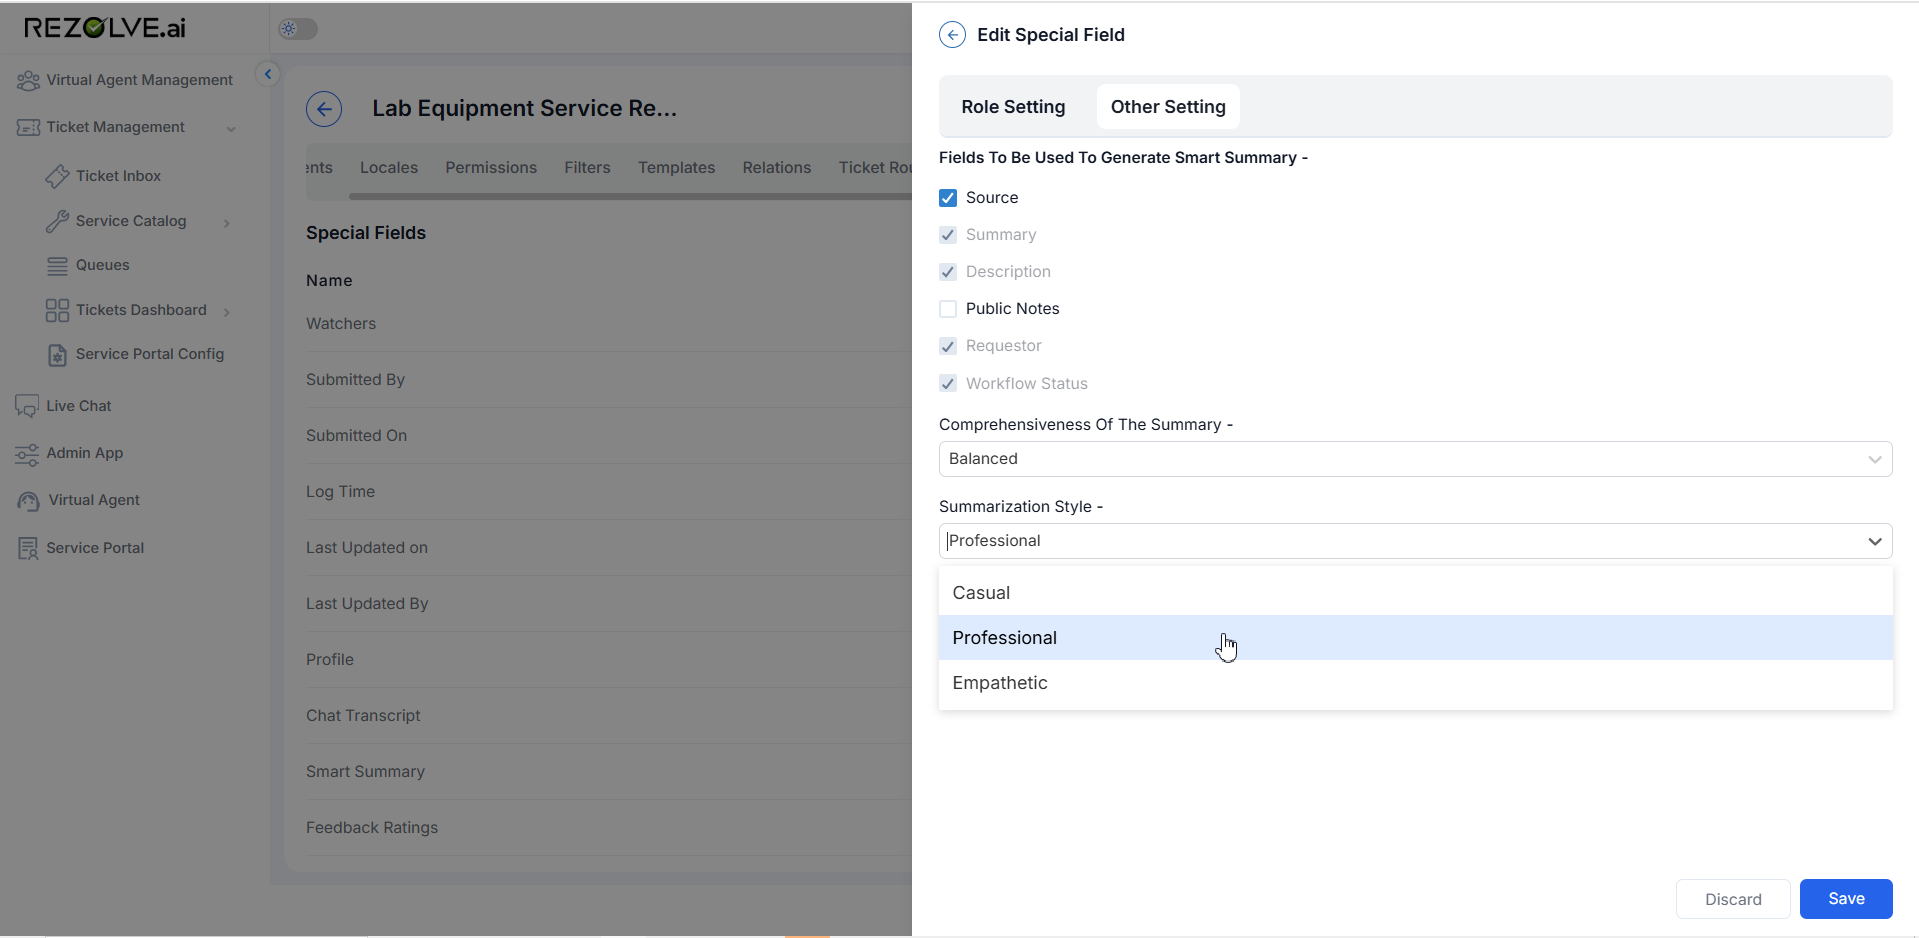 REZOLVE.ai
Virtual Agent Management
Ticket Management
Ticket Inbox
Service Catalog
Queues
Tickets Dashboard
Service Portal Config
Live Chat
Admin App
Virtual Agent
Service Portal
Lab Equipment Service Re...
ents Locales Permissions Filters Templates Relations Ticket Rou
Special Fields
Name
Watchers
Submitted By
Submitted On
Log Time
Last Updated on
Last Updated By
Profile
Chat Transcript
Smart Summary
Feedback Ratings
Edit Special Field
Role Setting Other Setting
Fields To Be Used To Generate Smart Summary -
Source
Summary
Description
Public Notes
Requestor
Workflow Status
Comprehensiveness Of The Summary -
Balanced
Summarization Style -
Professional
Casual
Professional
Empathetic
Discard Save